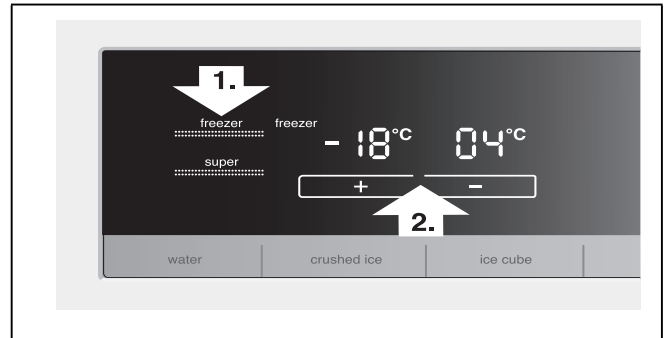 1.
freezer freezer
-18°C 04°C
super
+ -
2.
water crushed ice ice cube